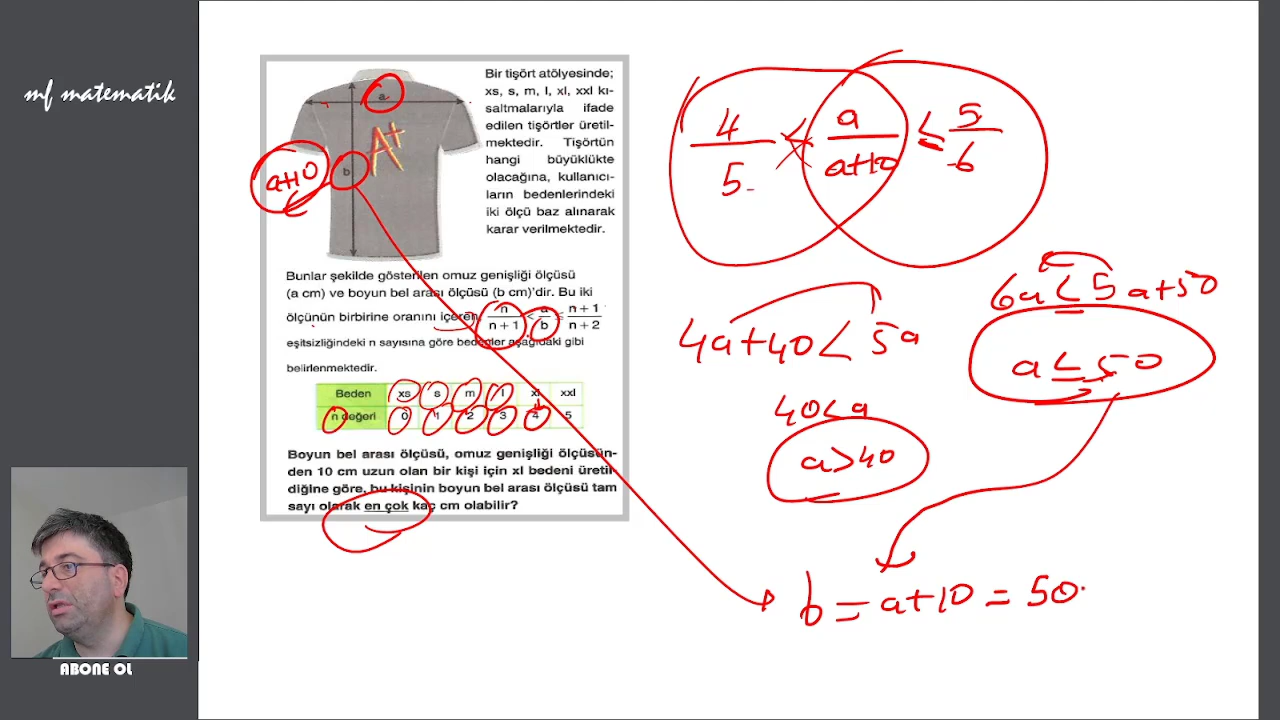 mf matematik
a
b
A+
a+10
Bir tişört atölyesinde;
xs, s, m, l, xl, xxl kı-
saltmalarıyla ifade
edilen tişörtler üretil-
mektedir. Tişörtün
hangi büyüklükte
olacağına, kullanıcı-
ların bedenlerindeki
iki ölçü baz alınarak
karar verilmektedir.
Bunlar şekilde gösterilen omuz genişliği ölçüsü
(a cm) ve boyun bel arası ölçüsü (b cm)'dir. Bu iki
ölçünün birbirine oranını içeren n/n+1 < a/b ≤ n+1/n+2
eşitsizliğindeki n sayısına göre bedenler aşağıdaki gibi
belirlenmektedir.
Beden xs s m l xl xxl
n değeri 0 1 2 3 4 5
Boyun bel arası ölçüsü, omuz genişliği ölçüsün-
den 10 cm uzun olan bir kişi için xl bedeni üretil-
diğine göre, bu kişinin boyun bel arası ölçüsü tam
sayı olarak en çok kaç cm olabilir?
4/5 < a/a+10 ≤ 5/6
4a+40 < 5a
40 < a
a > 40
6a ≤ 5a+50
a ≤ 50
b = a+10 = 50
ABONE OL